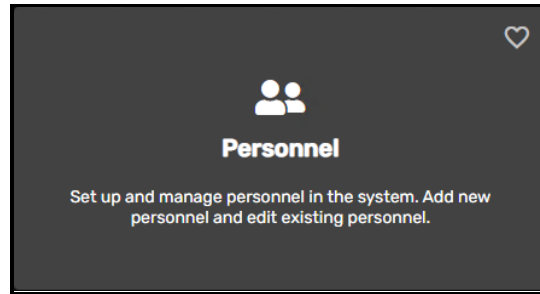 Personnel
Set up and manage personnel in the system. Add new
personnel and edit existing personnel.